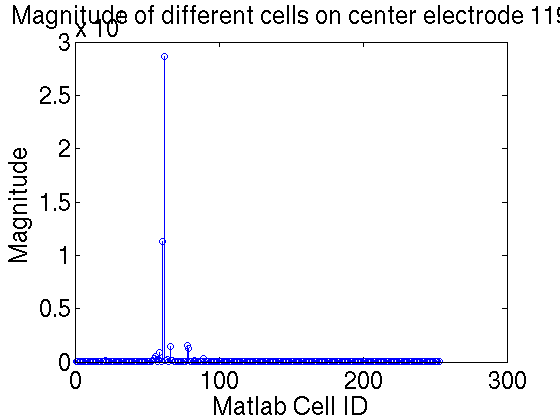 Magnitude of different cells on center electrode 119
x 10
3
2.5
2
1.5
1
0.5
0
0 100 200 300
Magnitude
Matlab Cell ID